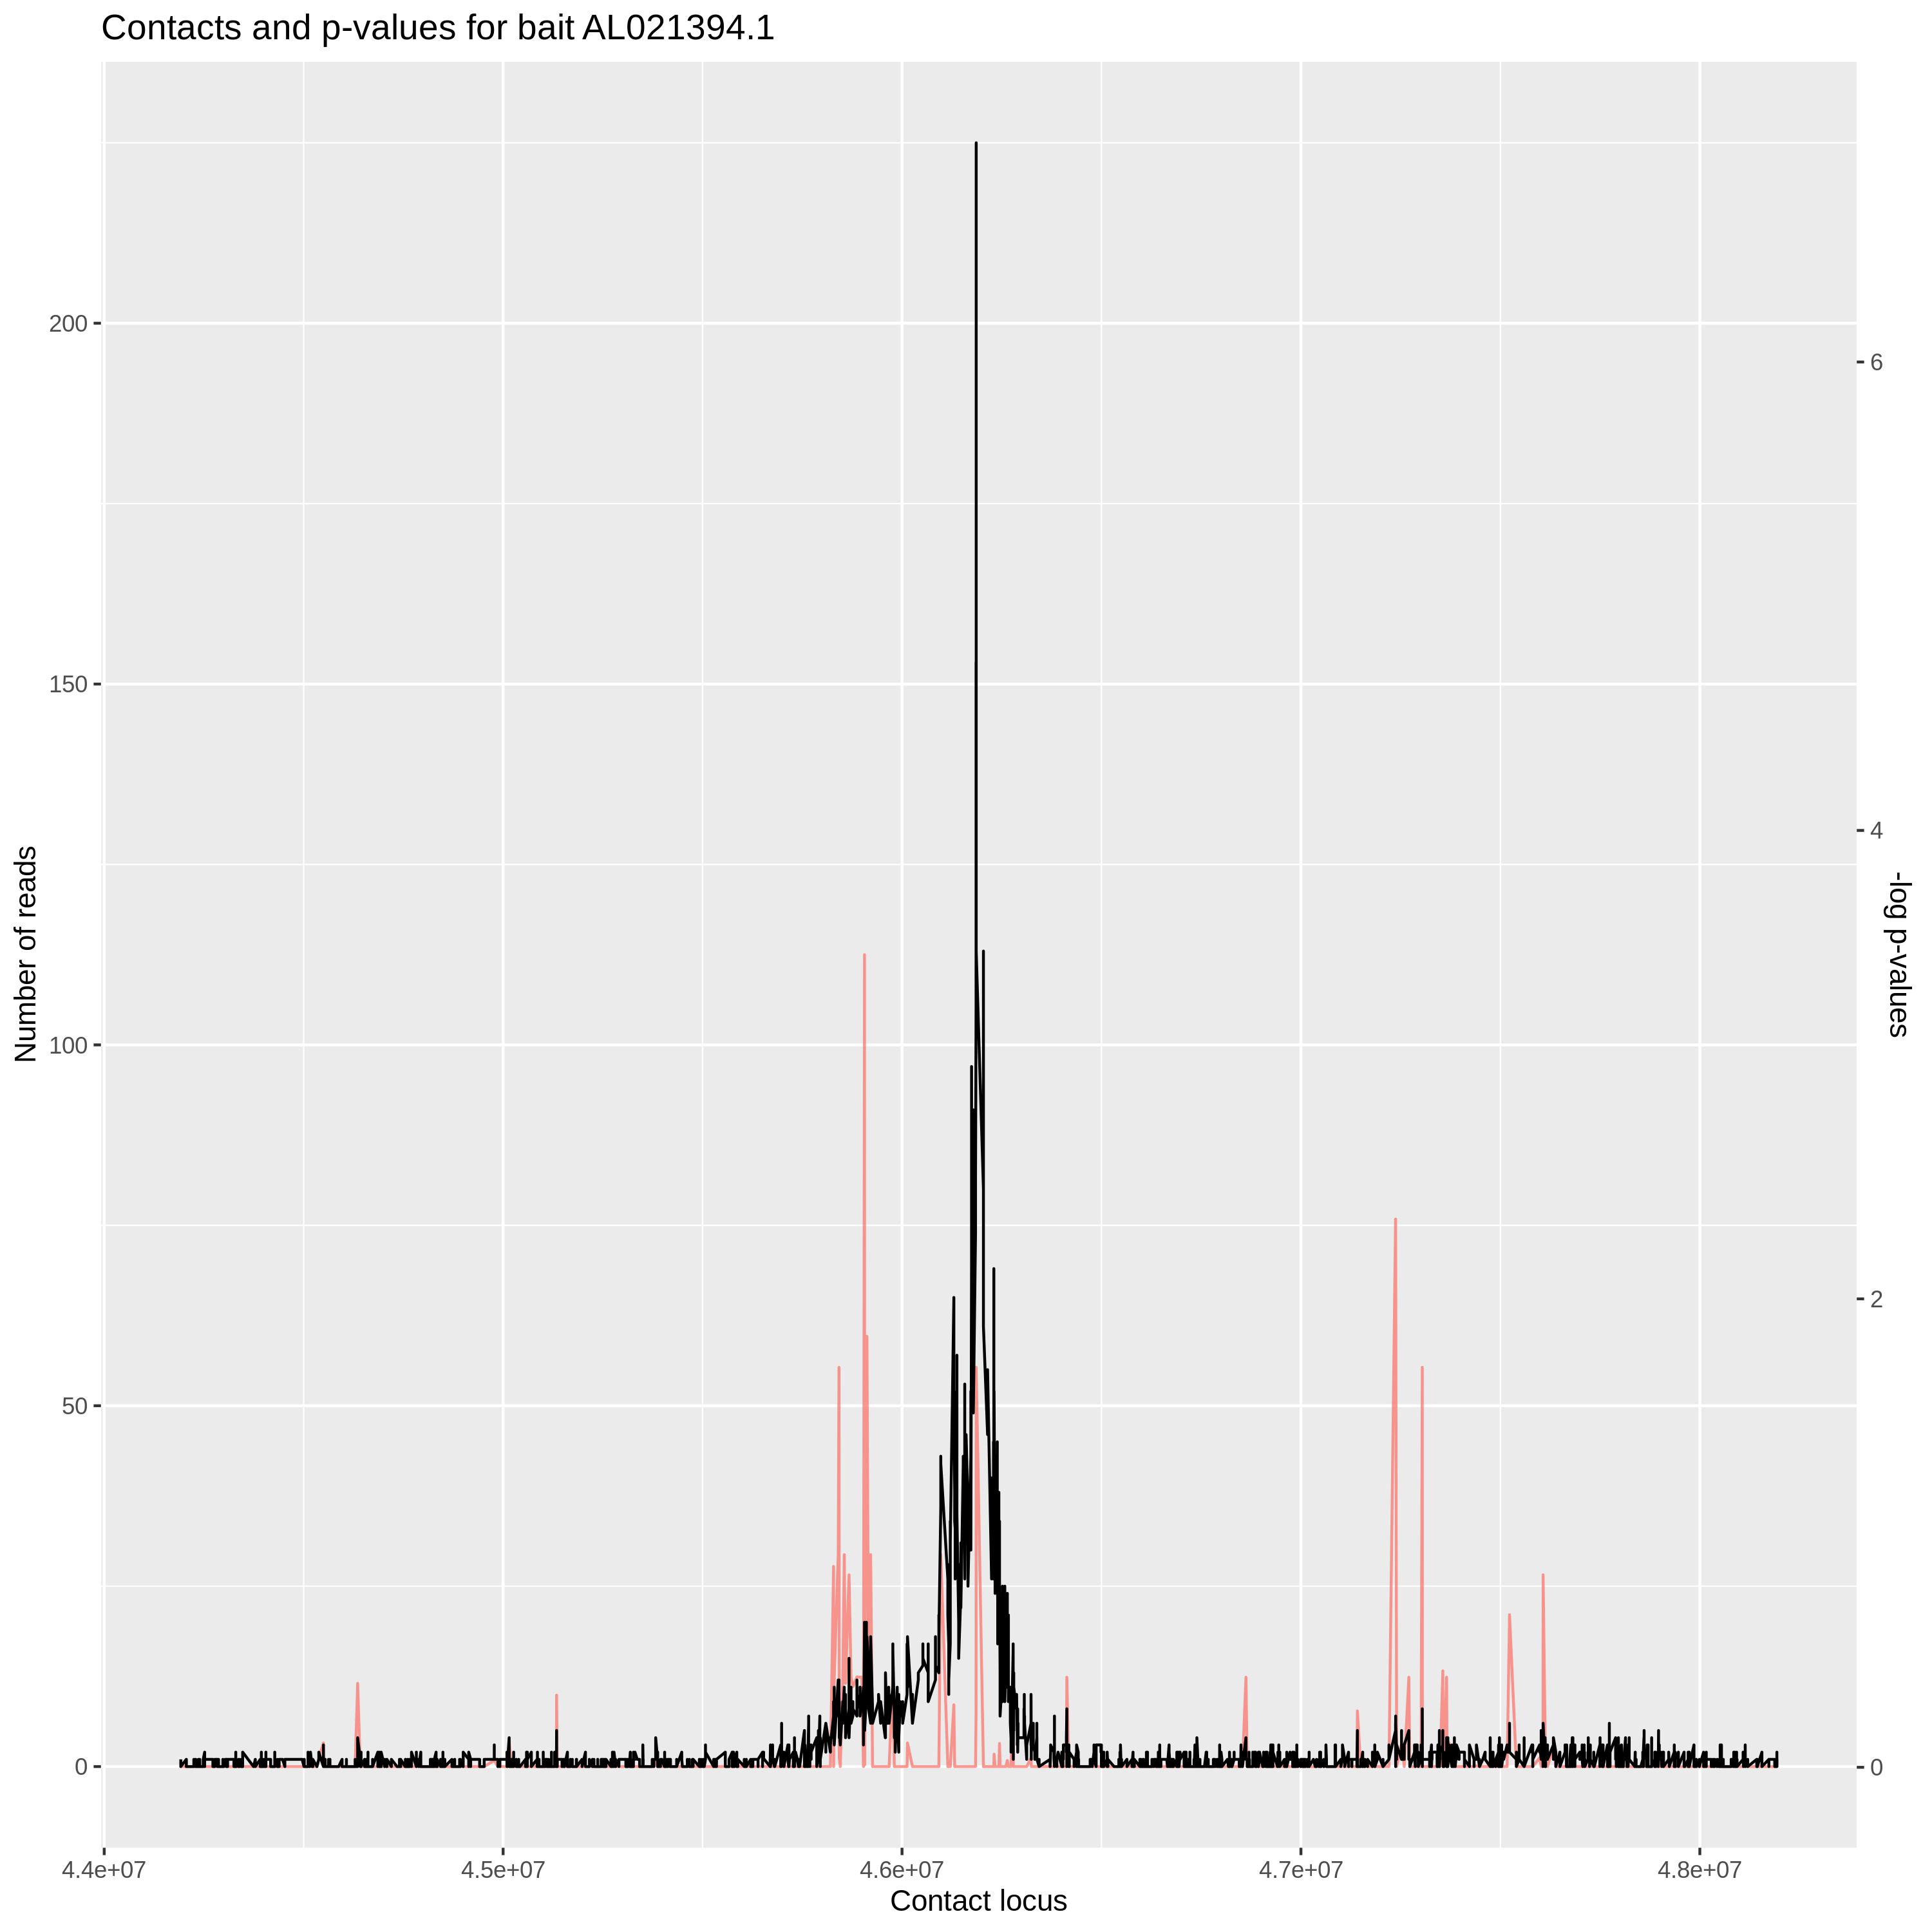 Contacts and p-values for bait AL021394.1
200
150
100
50
0
Number of reads
6
4
2
0
-log p-values
4.4e+07
4.5e+07
4.6e+07
4.7e+07
4.8e+07
Contact locus